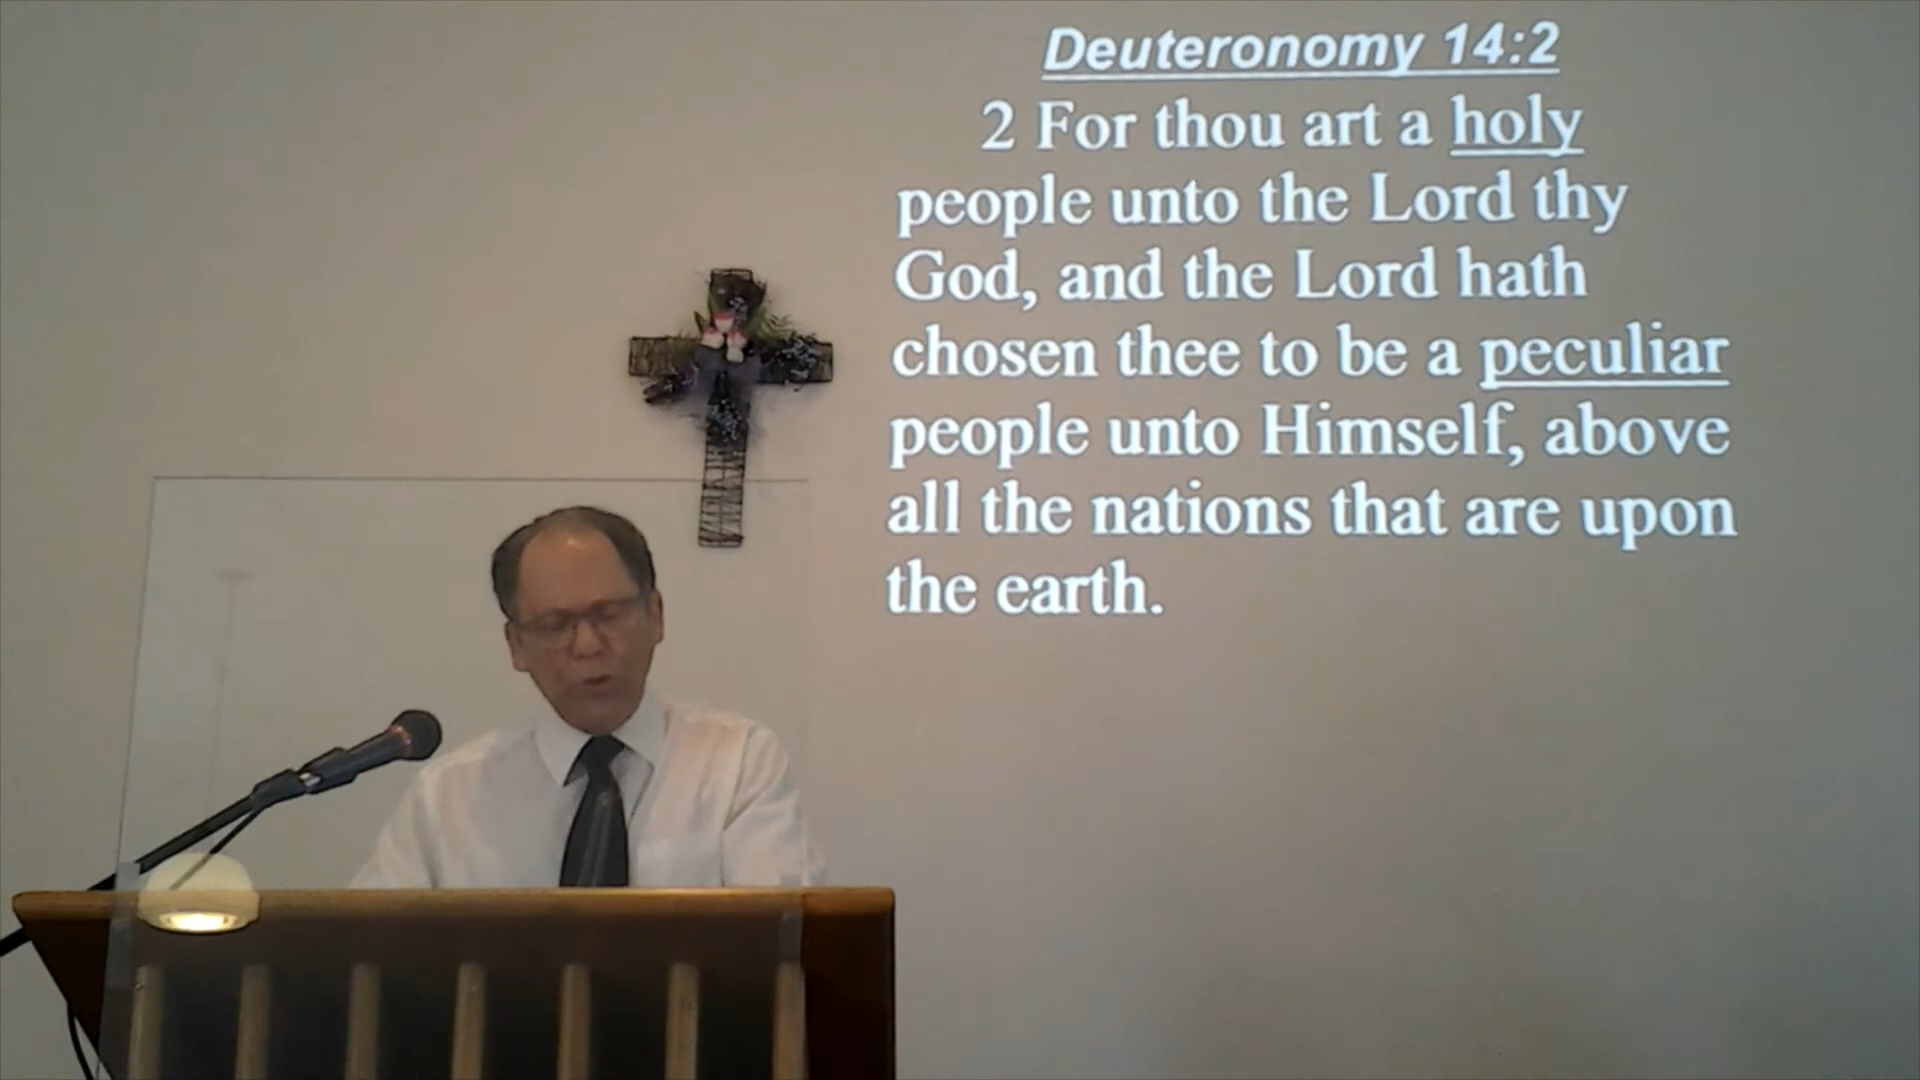 Deuteronomy 14:2
2 For thou art a holy
people unto the Lord thy
God, and the Lord hath
chosen thee to be a peculiar
people unto Himself, above
all the nations that are upon
the earth.